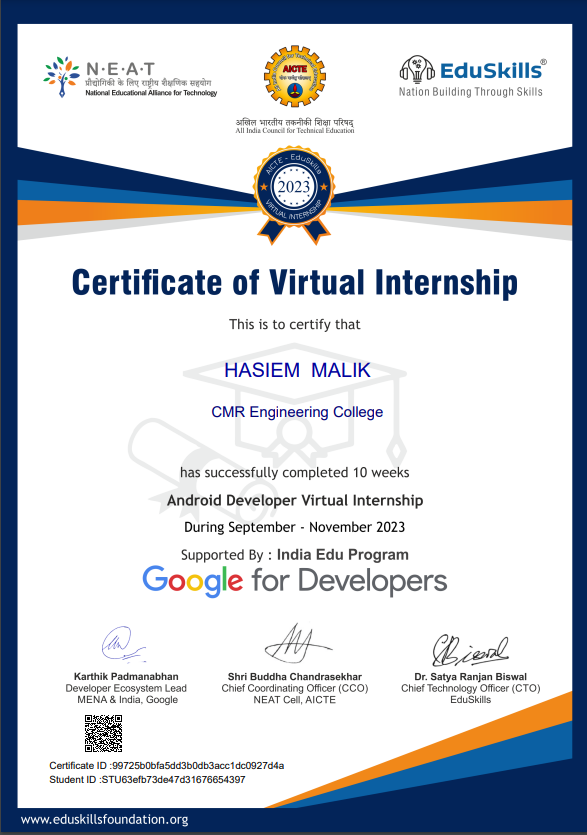 N·E·A·T
प्रौद्योगिकी के लिए राष्ट्रीय शैक्षणिक सहयोग
National Educational Alliance for Technology
AICTE
अखिल भारतीय तकनीकी शिक्षा परिषद्
All India Council for Technical Education
EduSkills®
Nation Building Through Skills
AICTE - EduSkills
2023
VIRTUAL INTERNSHIP
Certificate of Virtual Internship
This is to certify that
HASIEM MALIK
CMR Engineering College
has successfully completed 10 weeks
Android Developer Virtual Internship
During September - November 2023
Supported By : India Edu Program
Google for Developers
Karthik Padmanabhan
Developer Ecosystem Lead
MENA & India, Google
Shri Buddha Chandrasekhar
Chief Coordinating Officer (CCO)
NEAT Cell, AICTE
Dr. Satya Ranjan Biswal
Chief Technology Officer (CTO)
EduSkills
Certificate ID :99725b0bfa5dd3b0db3acc1dc0927d4a
Student ID :STU63efb73de47d31676654397
www.eduskillsfoundation.org